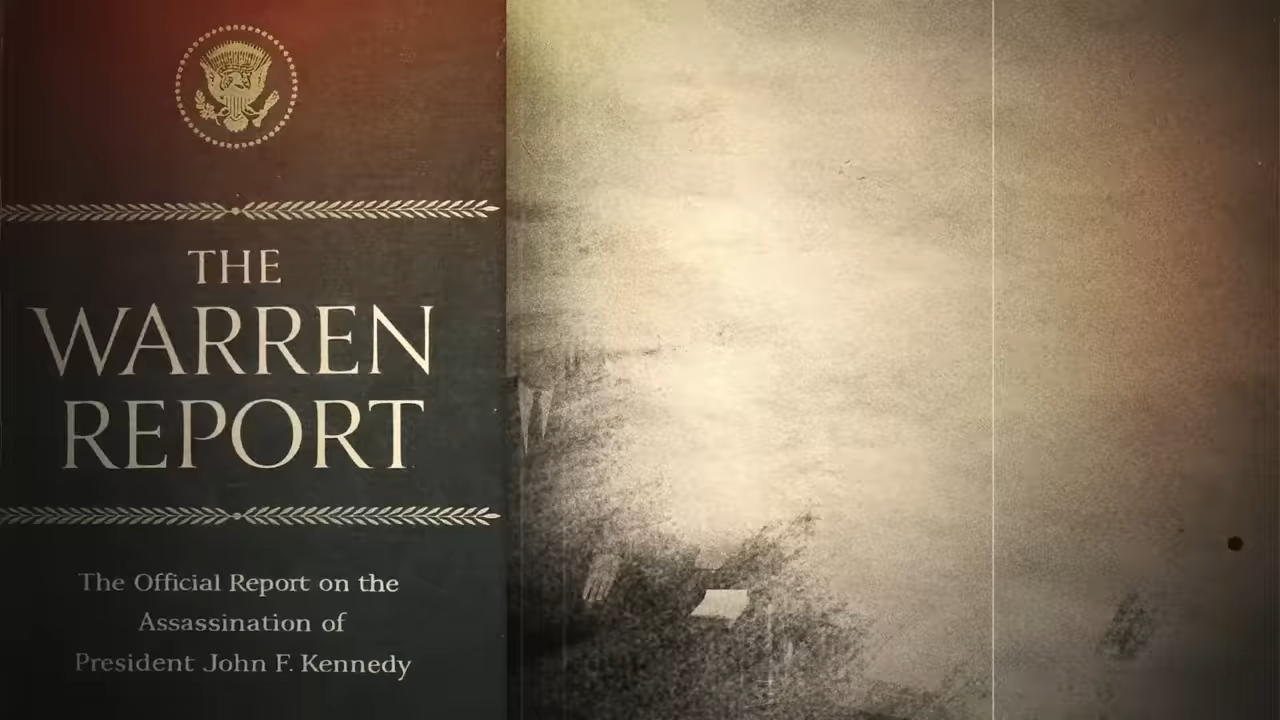 THE
WARREN
REPORT
The Official Report on the
Assassination of
President John F. Kennedy